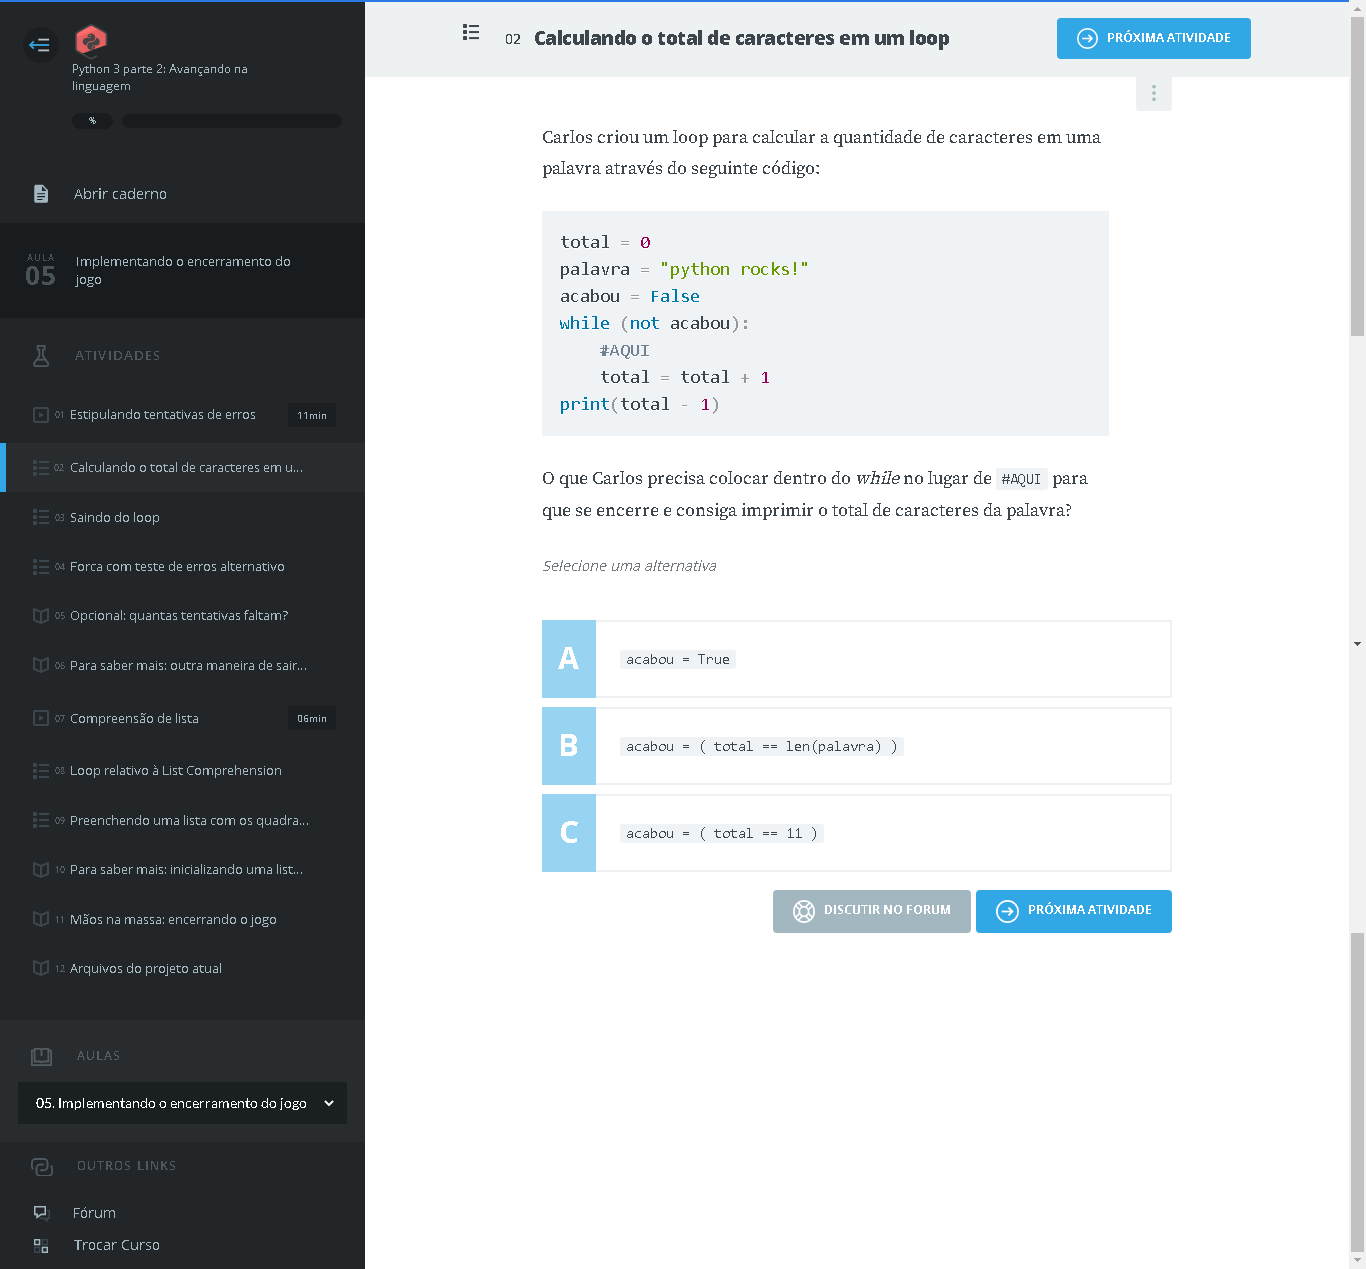 Python 3 parte 2: Avançando na
linguagem
%
Abrir caderno
AULA
05
Implementando o encerramento do
jogo
ATIVIDADES
01 Estipulando tentativas de erros 11min
02 Calculando o total de caracteres em u...
03 Saindo do loop
04 Forca com teste de erros alternativo
05 Opcional: quantas tentativas faltam?
06 Para saber mais: outra maneira de sair...
07 Compreensão de lista 06min
08 Loop relativo à List Comprehension
09 Preenchendo uma lista com os quadra...
10 Para saber mais: inicializando uma list...
11 Mãos na massa: encerrando o jogo
12 Arquivos do projeto atual
AULAS
05. Implementando o encerramento do jogo
OUTROS LINKS
Fórum
Trocar Curso
02 Calculando o total de caracteres em um loop
PRÓXIMA ATIVIDADE
Carlos criou um loop para calcular a quantidade de caracteres em uma
palavra através do seguinte código:
total = 0
palavra = "python rocks!"
acabou = False
while (not acabou):
    #AQUI
    total = total + 1
print(total - 1)
O que Carlos precisa colocar dentro do while no lugar de #AQUI para
que se encerre e consiga imprimir o total de caracteres da palavra?
Selecione uma alternativa
A acabou = True
B acabou = ( total == len(palavra) )
C acabou = ( total == 11 )
DISCUTIR NO FORUM
PRÓXIMA ATIVIDADE